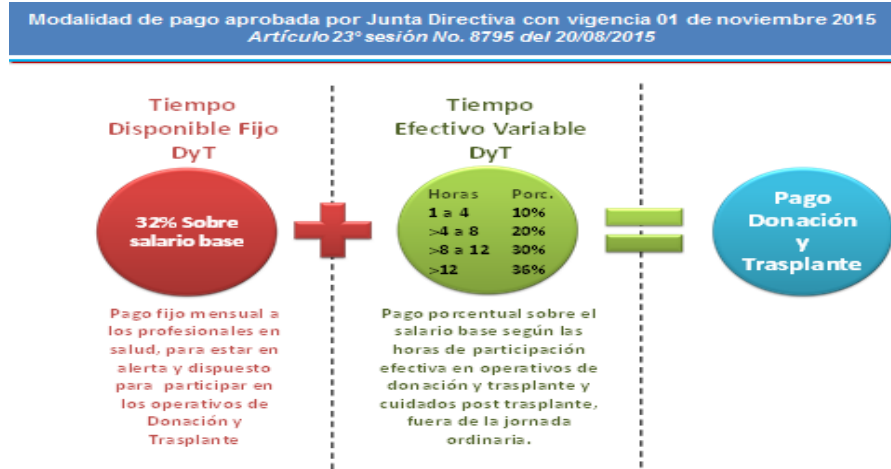 Modalidad de pago aprobada por Junta Directiva con vigencia 01 de noviembre 2015
Artículo 23° sesión No. 8795 del 20/08/2015
Tiempo
Disponible Fijo
DyT
32% Sobre
salario base
Pago fijo mensual a
los profesionales en
salud, para estar en
alerta y dispuesto
para participar en
los operativos de
Donación y
Trasplante
Tiempo
Efectivo Variable
DyT
Horas Porc.
1 a 4 10%
>4 a 8 20%
>8 a 12 30%
>12 36%
Pago porcentual sobre el
salario base según las
horas de participación
efectiva en operativos de
donación y trasplante y
cuidados post trasplante,
fuera de la jornada
ordinaria.
Pago
Donación
y
Trasplante